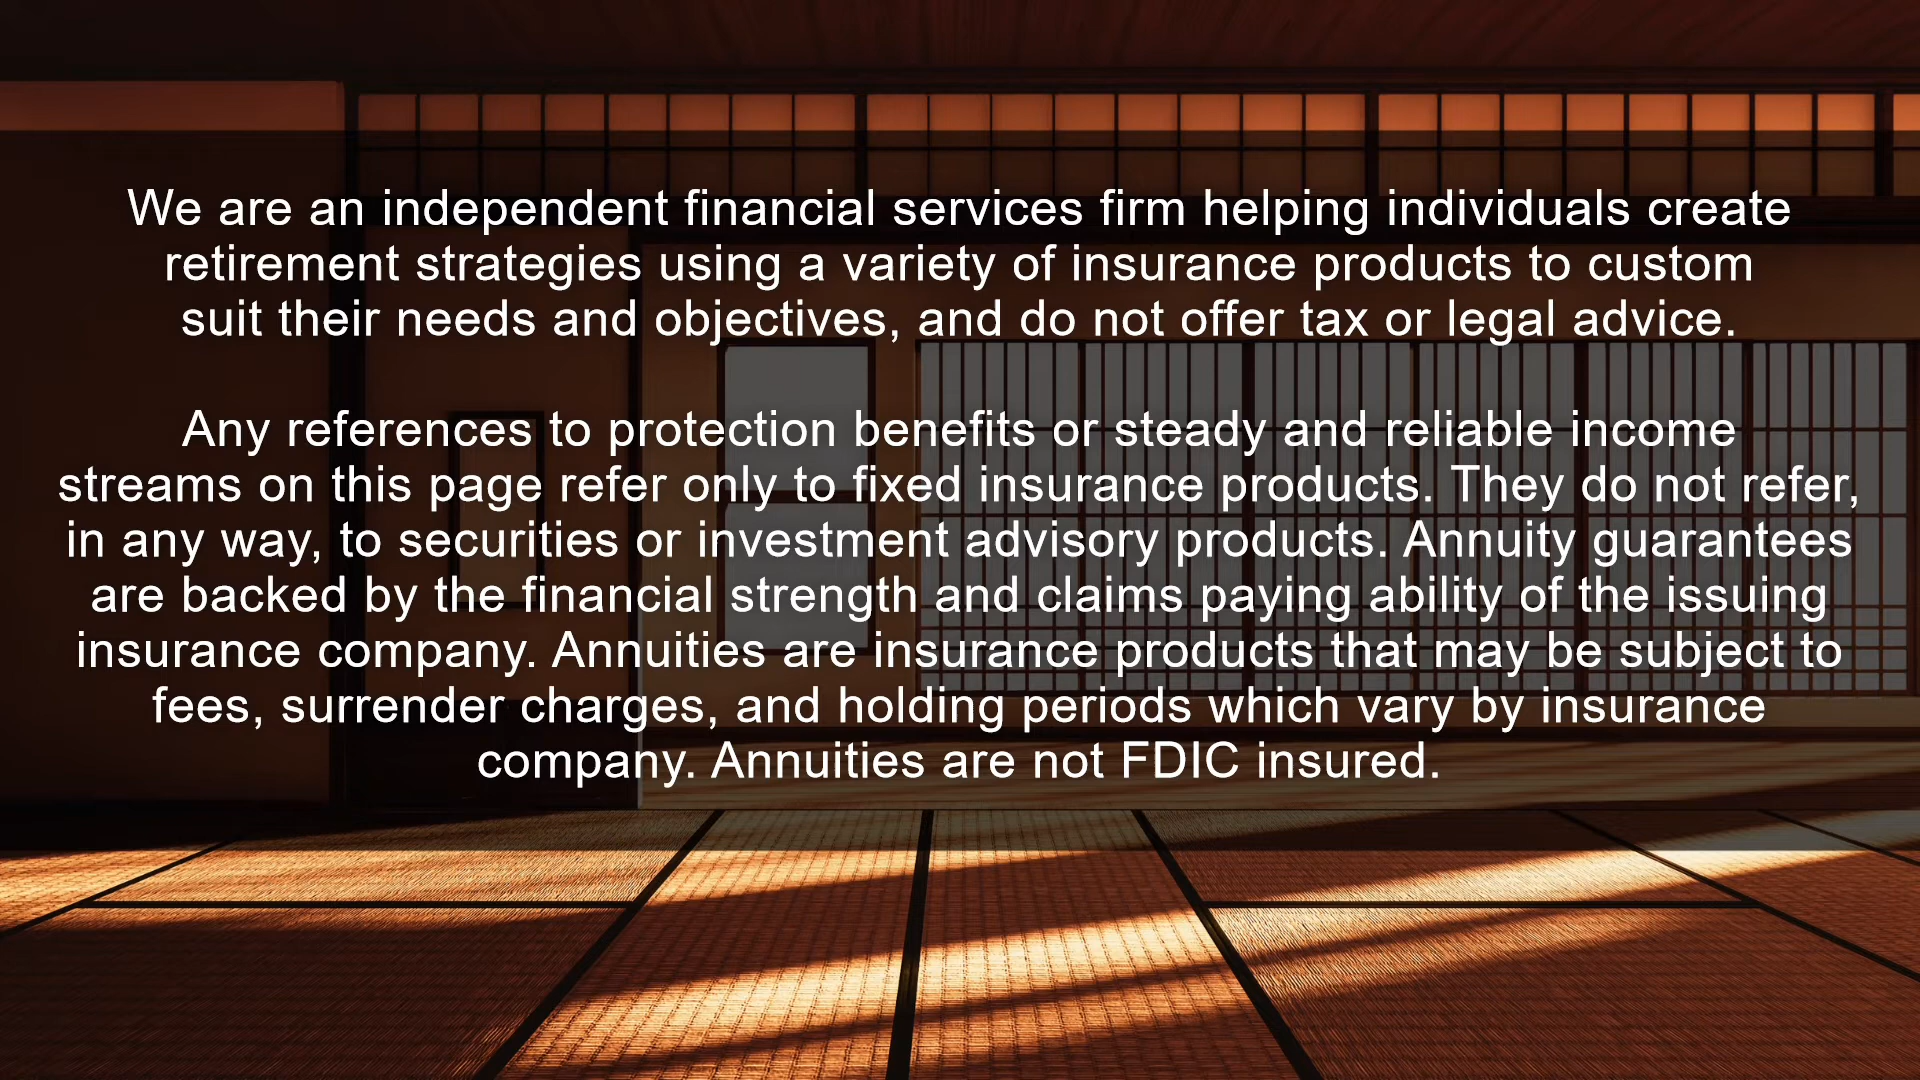 We are an independent financial services firm helping individuals create
retirement strategies using a variety of insurance products to custom
suit their needs and objectives, and do not offer tax or legal advice.
Any references to protection benefits or steady and reliable income
streams on this page refer only to fixed insurance products. They do not refer,
in any way, to securities or investment advisory products. Annuity guarantees
are backed by the financial strength and claims paying ability of the issuing
insurance company. Annuities are insurance products that may be subject to
fees, surrender charges, and holding periods which vary by insurance
company. Annuities are not FDIC insured.